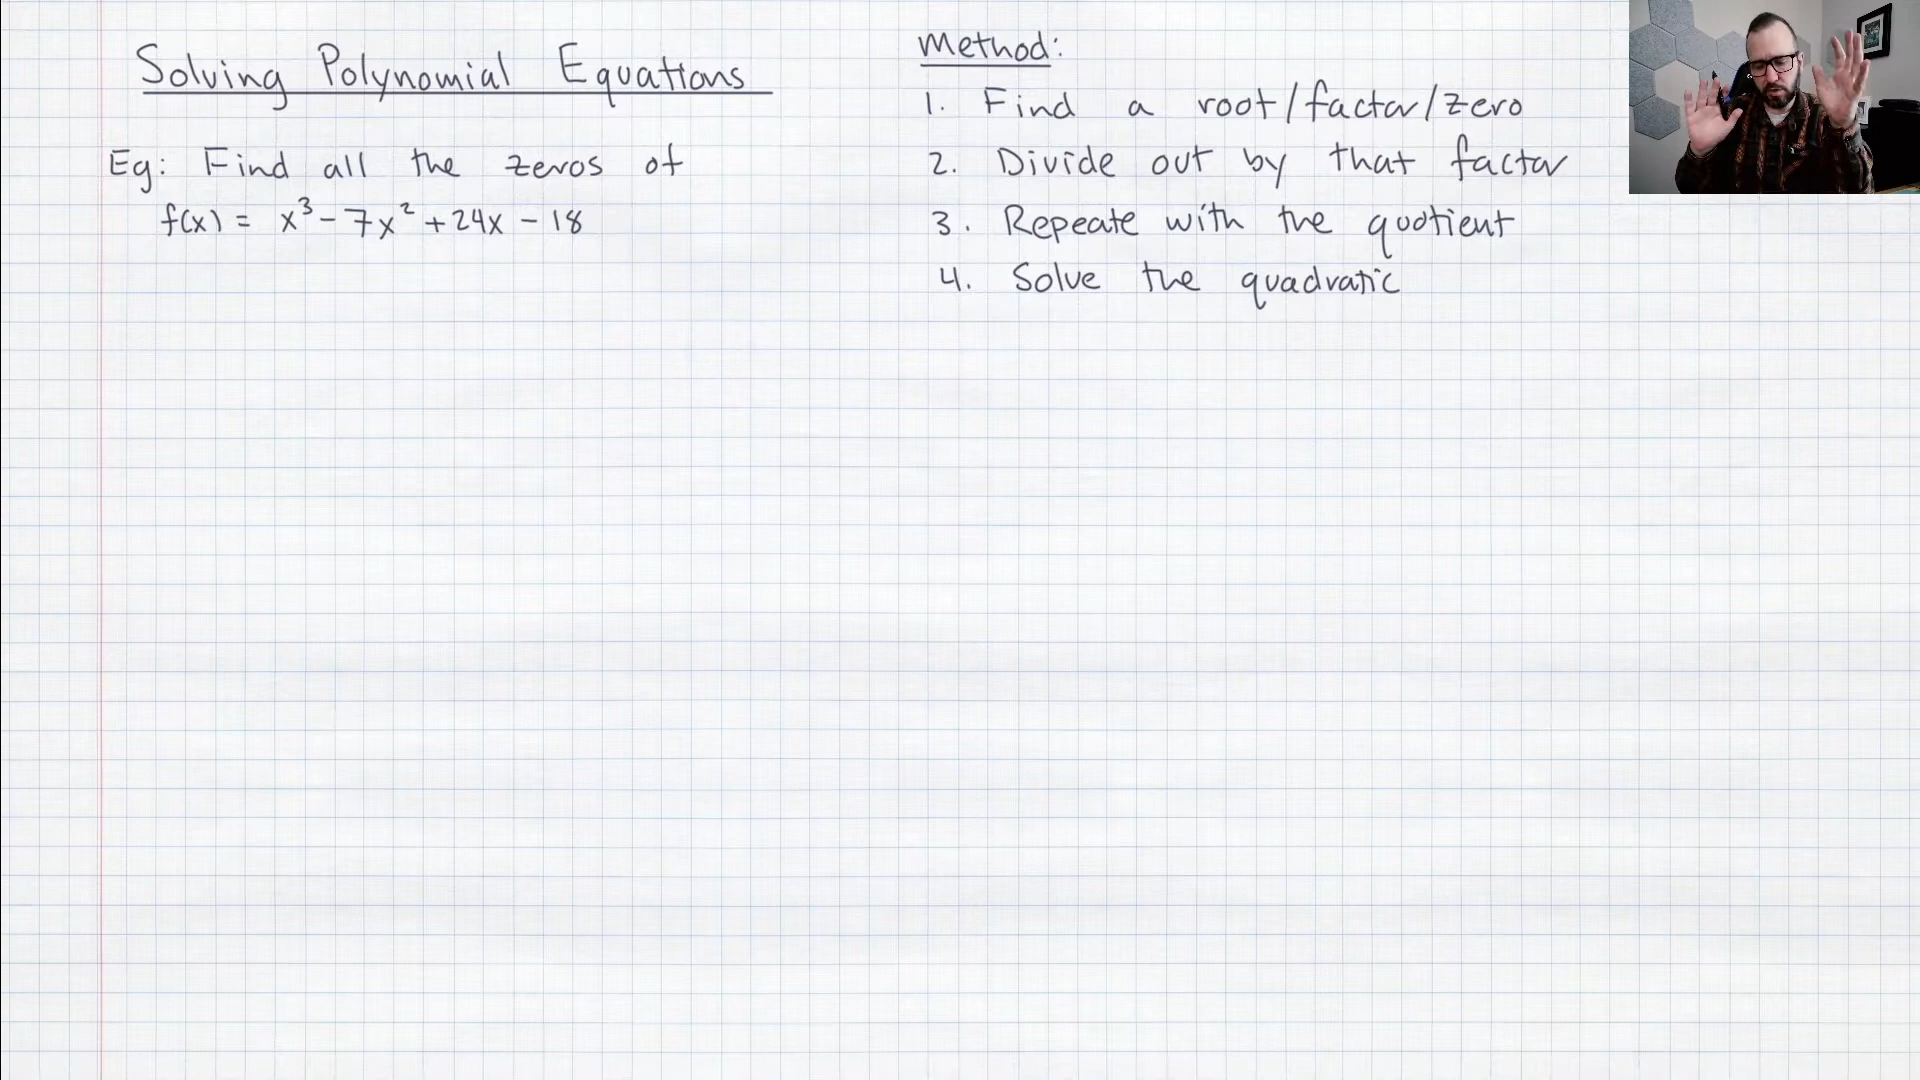 Solving Polynomial Equations
Eg: Find all the zeros of
f(x) = x³ - 7x² + 24x - 18
Method:
1. Find a root/factor/zero
2. Divide out by that factor
3. Repeate with the quotient
4. Solve the quadratic